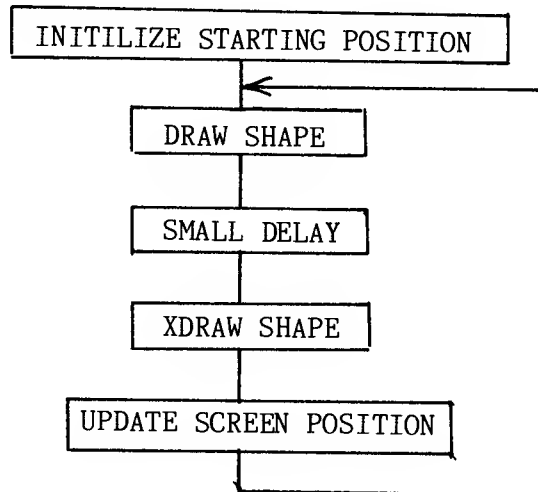 INITILIZE STARTING POSITION
DRAW SHAPE
SMALL DELAY
XDRAW SHAPE
UPDATE SCREEN POSITION